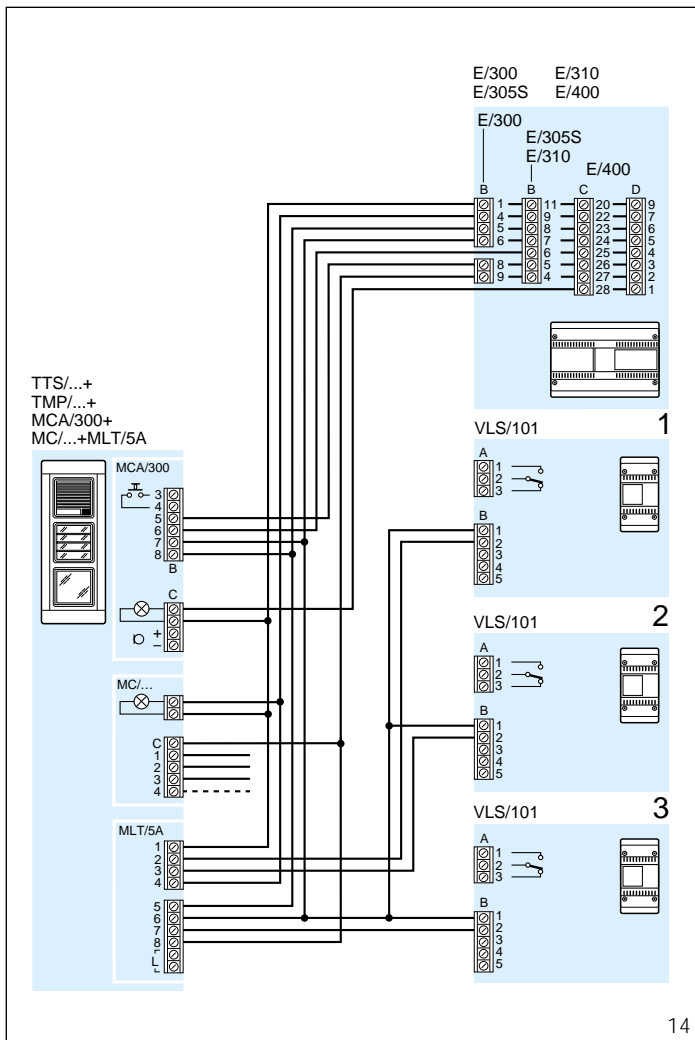 E/300 E/310
E/305S E/400
E/300
E/305S
E/310
E/400
B B C D
1 11 20 9
4 9 22 7
5 8 23 6
6 7 24 5
6 25 4
8 5 26 3
9 4 27 2
28 1
1
TTS/...+
TMP/...+
MCA/300+
MC/...+MLT/5A
MCA/300
3
4
5
6
7
8
B
C
+
–
MC/...
C
1
2
3
4
MLT/5A
1
2
3
4
5
6
7
8
L
VLS/101
A
1
2
3
B
1
2
3
4
5
2
VLS/101
A
1
2
3
B
1
2
3
4
5
3
VLS/101
A
1
2
3
B
1
2
3
4
5
14